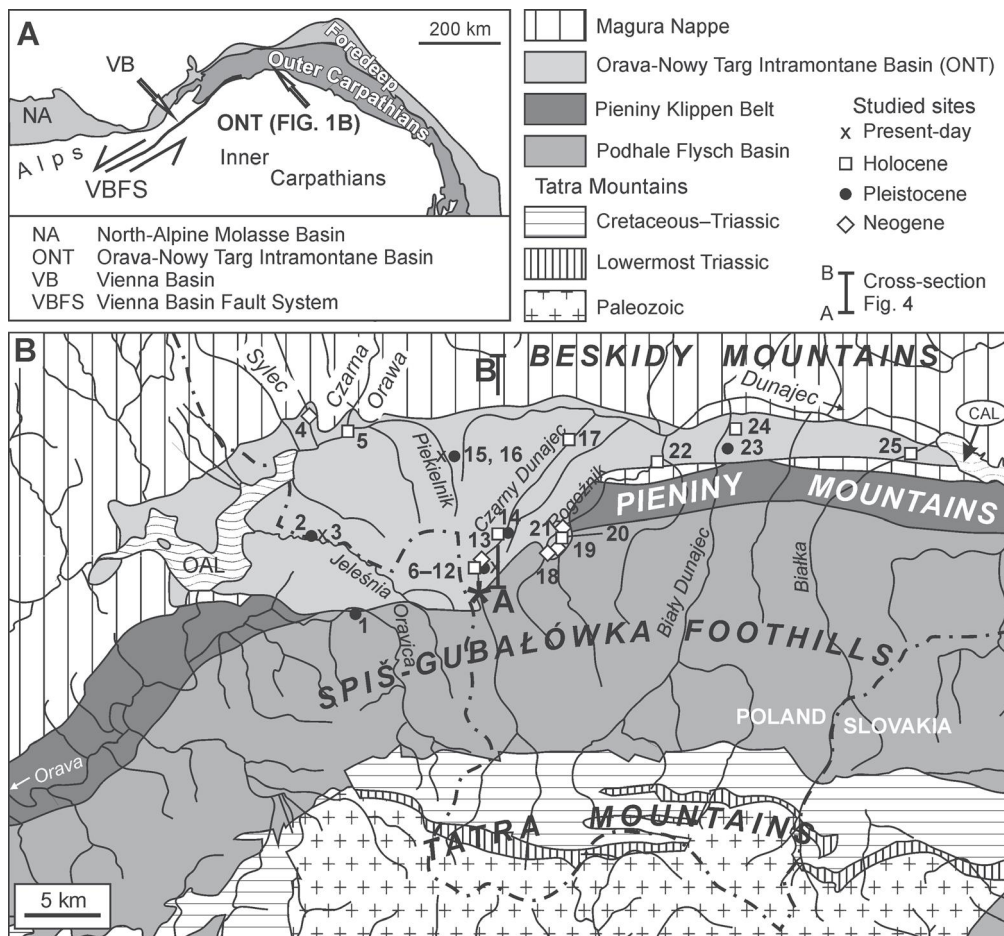 A
200 km
VB
Foredeep
Outer Carpathians
NA
ONT (FIG. 1B)
Alps
Inner
Carpathians
VBFS
NA North-Alpine Molasse Basin
ONT Orava-Nowy Targ Intramontane Basin
VB Vienna Basin
VBFS Vienna Basin Fault System
Magura Nappe
Orava-Nowy Targ Intramontane Basin (ONT)
Pieniny Klippen Belt
Podhale Flysch Basin
Tatra Mountains
Cretaceous–Triassic
Lowermost Triassic
Paleozoic
Studied sites
x Present-day
Holocene
Pleistocene
Neogene
B
A
Cross-section
Fig. 4
B
BESKIDY MOUNTAINS
Sylec
Czarna
Orawa
B
Dunajec
CAL
4
5
Piekielnik
15, 16
17
24
23
22
25
Czarny Dunajec
Rogoźnik
PIENINY MOUNTAINS
2
3
14
13
21
20
19
18
OAL
Jeleśnia
6–12
A
1
Oravica
Biały Dunajec
Białka
SPIŠ-GUBAŁÓWKA FOOTHILLS
POLAND
SLOVAKIA
Orava
TATRA MOUNTAINS
5 km